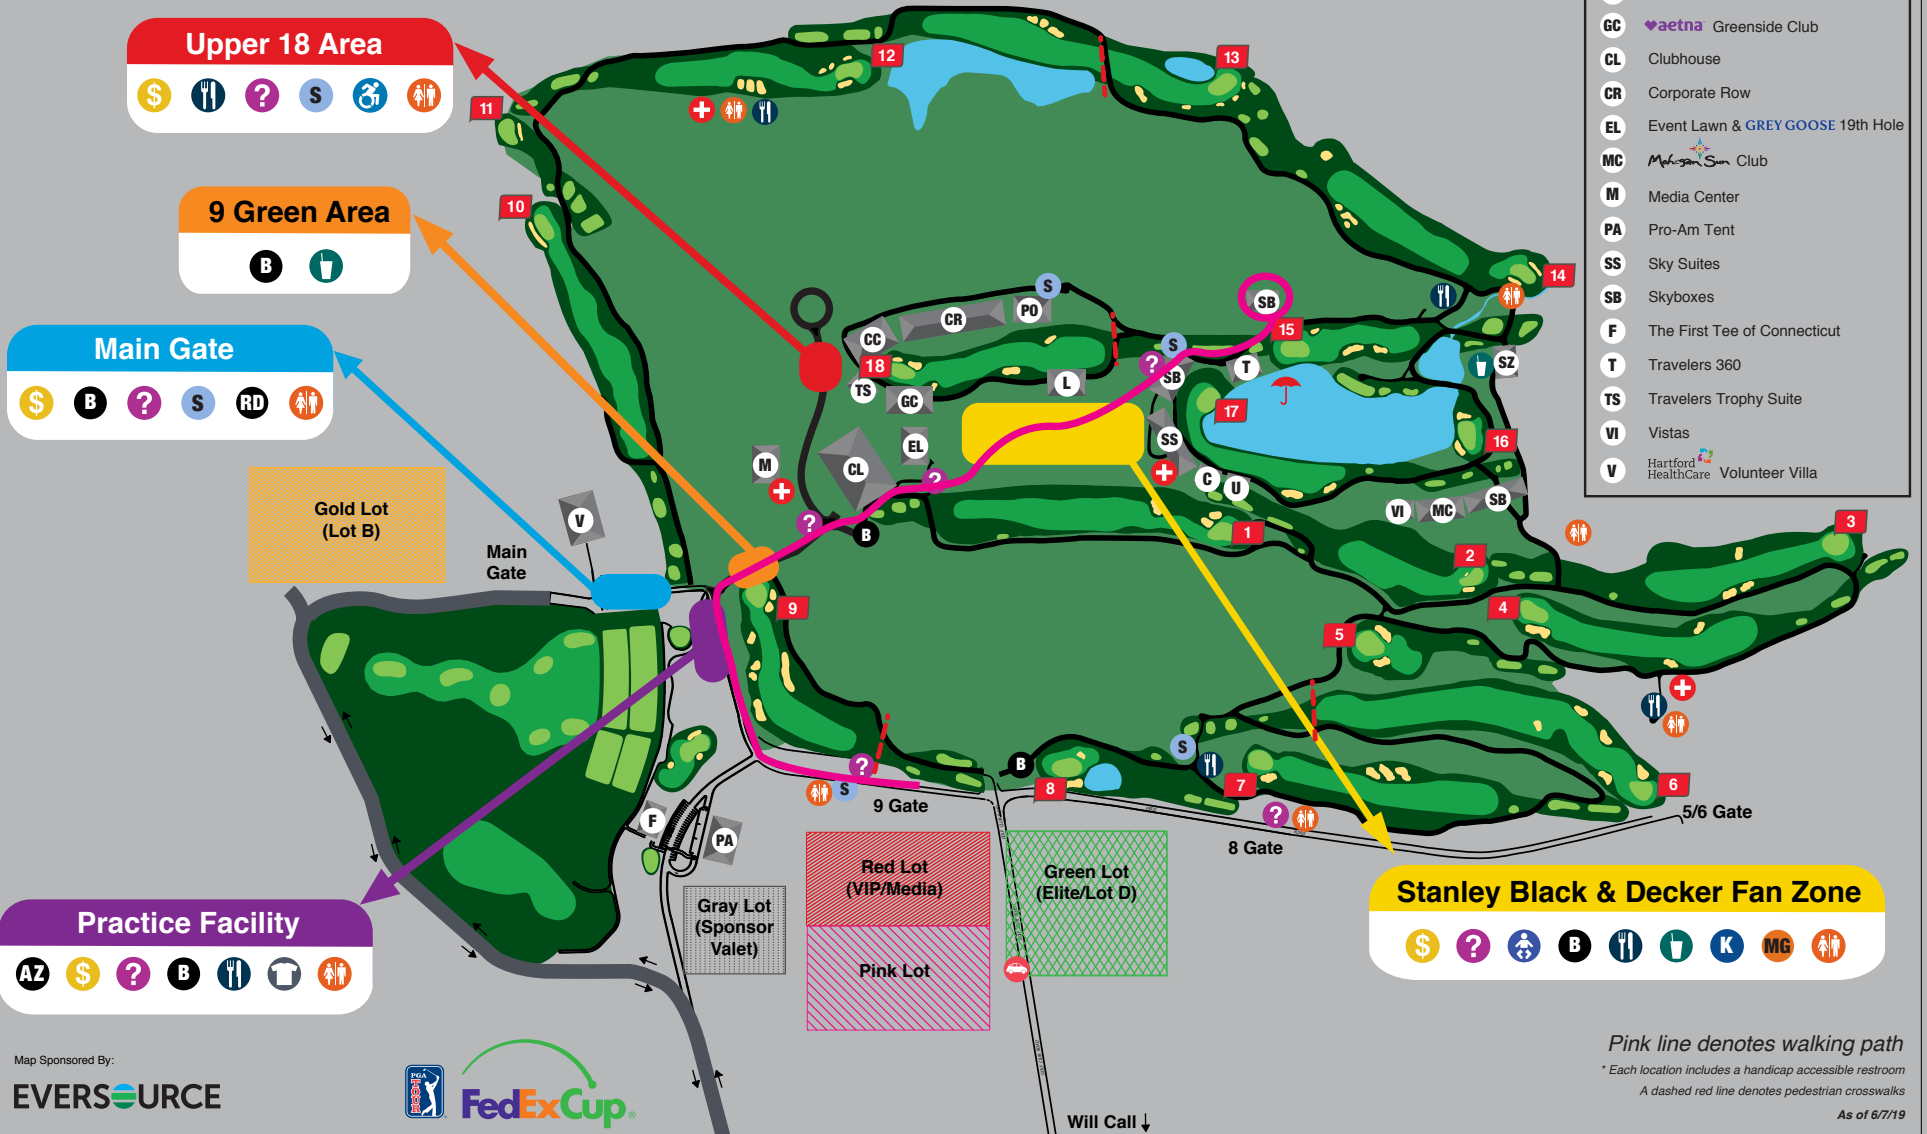 Upper 18 Area
$
?
S
11
12
13
GC aetna Greenside Club
CL Clubhouse
CR Corporate Row
EL Event Lawn & GREY GOOSE 19th Hole
MC Mohegan Sun Club
M Media Center
PA Pro-Am Tent
SS Sky Suites
SB Skyboxes
F The First Tee of Connecticut
T Travelers 360
TS Travelers Trophy Suite
VI Vistas
V Hartford HealthCare Volunteer Villa
9 Green Area
B
10
14
Main Gate
$
B
?
S
RD
S
SB
PO
CR
CC
15
18
S
?
SB
T
SZ
TS
GC
L
17
16
EL
SS
M
CL
?
C
U
VI
MC
SB
Gold Lot
(Lot B)
V
?
B
1
2
3
Main
Gate
9
4
5
?
S
9 Gate
B
8
S
7
?
6
5/6 Gate
8 Gate
F
PA
Red Lot
(VIP/Media)
Green Lot
(Elite/Lot D)
Gray Lot
(Sponsor
Valet)
Pink Lot
Practice Facility
AZ
$
?
B
Stanley Black & Decker Fan Zone
$
?
B
K
MG
Map Sponsored By:
EVERSOURCE
PGA
TOUR
FedExCup
Will Call
Pink line denotes walking path
* Each location includes a handicap accessible restroom
A dashed red line denotes pedestrian crosswalks
As of 6/7/19